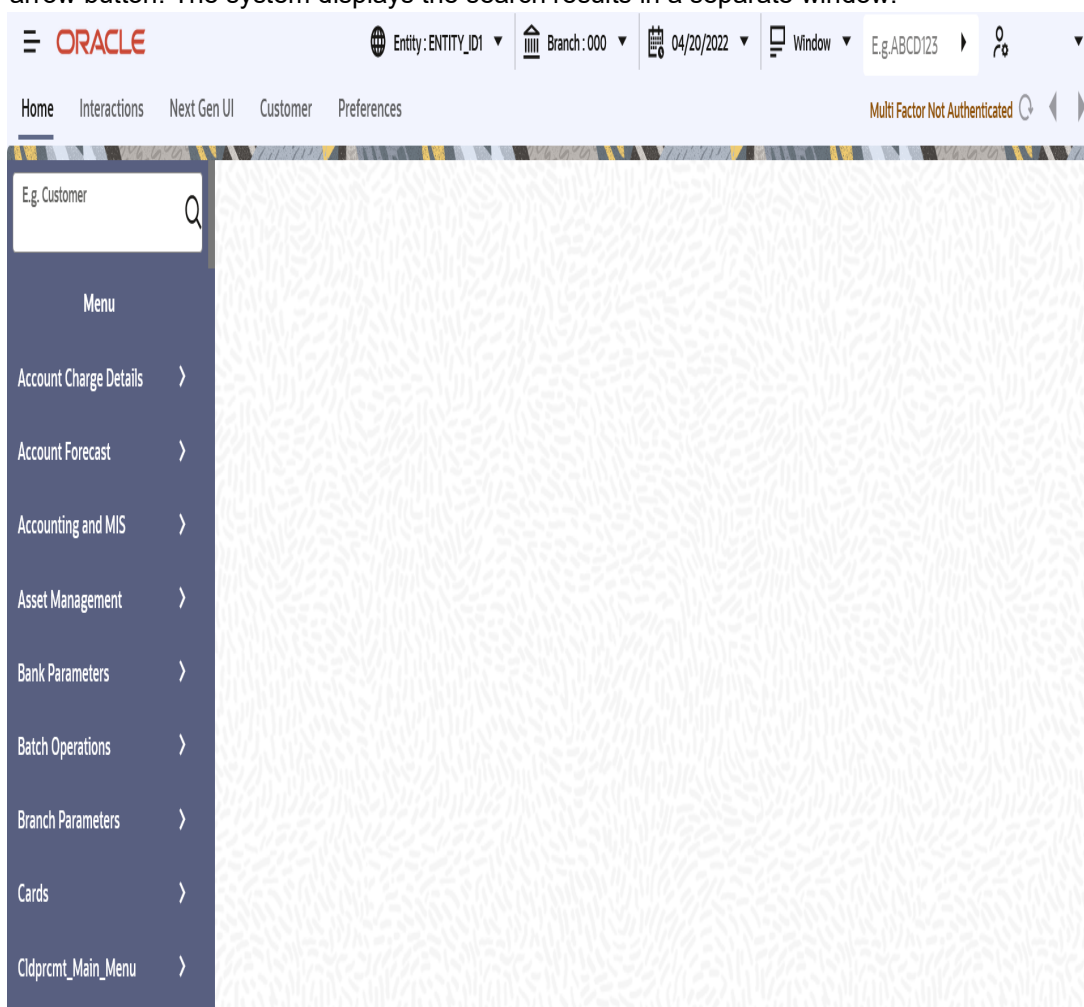 arrow button. The system displays the search results in a separate window.
ORACLE Entity : ENTITY_ID1 Branch : 000 04/20/2022 Window E.g.ABCD123
Home Interactions Next Gen UI Customer Preferences Multi Factor Not Authenticated
E.g. Customer
Menu
Account Charge Details
Account Forecast
Accounting and MIS
Asset Management
Bank Parameters
Batch Operations
Branch Parameters
Cards
Cldprcmt_Main_Menu